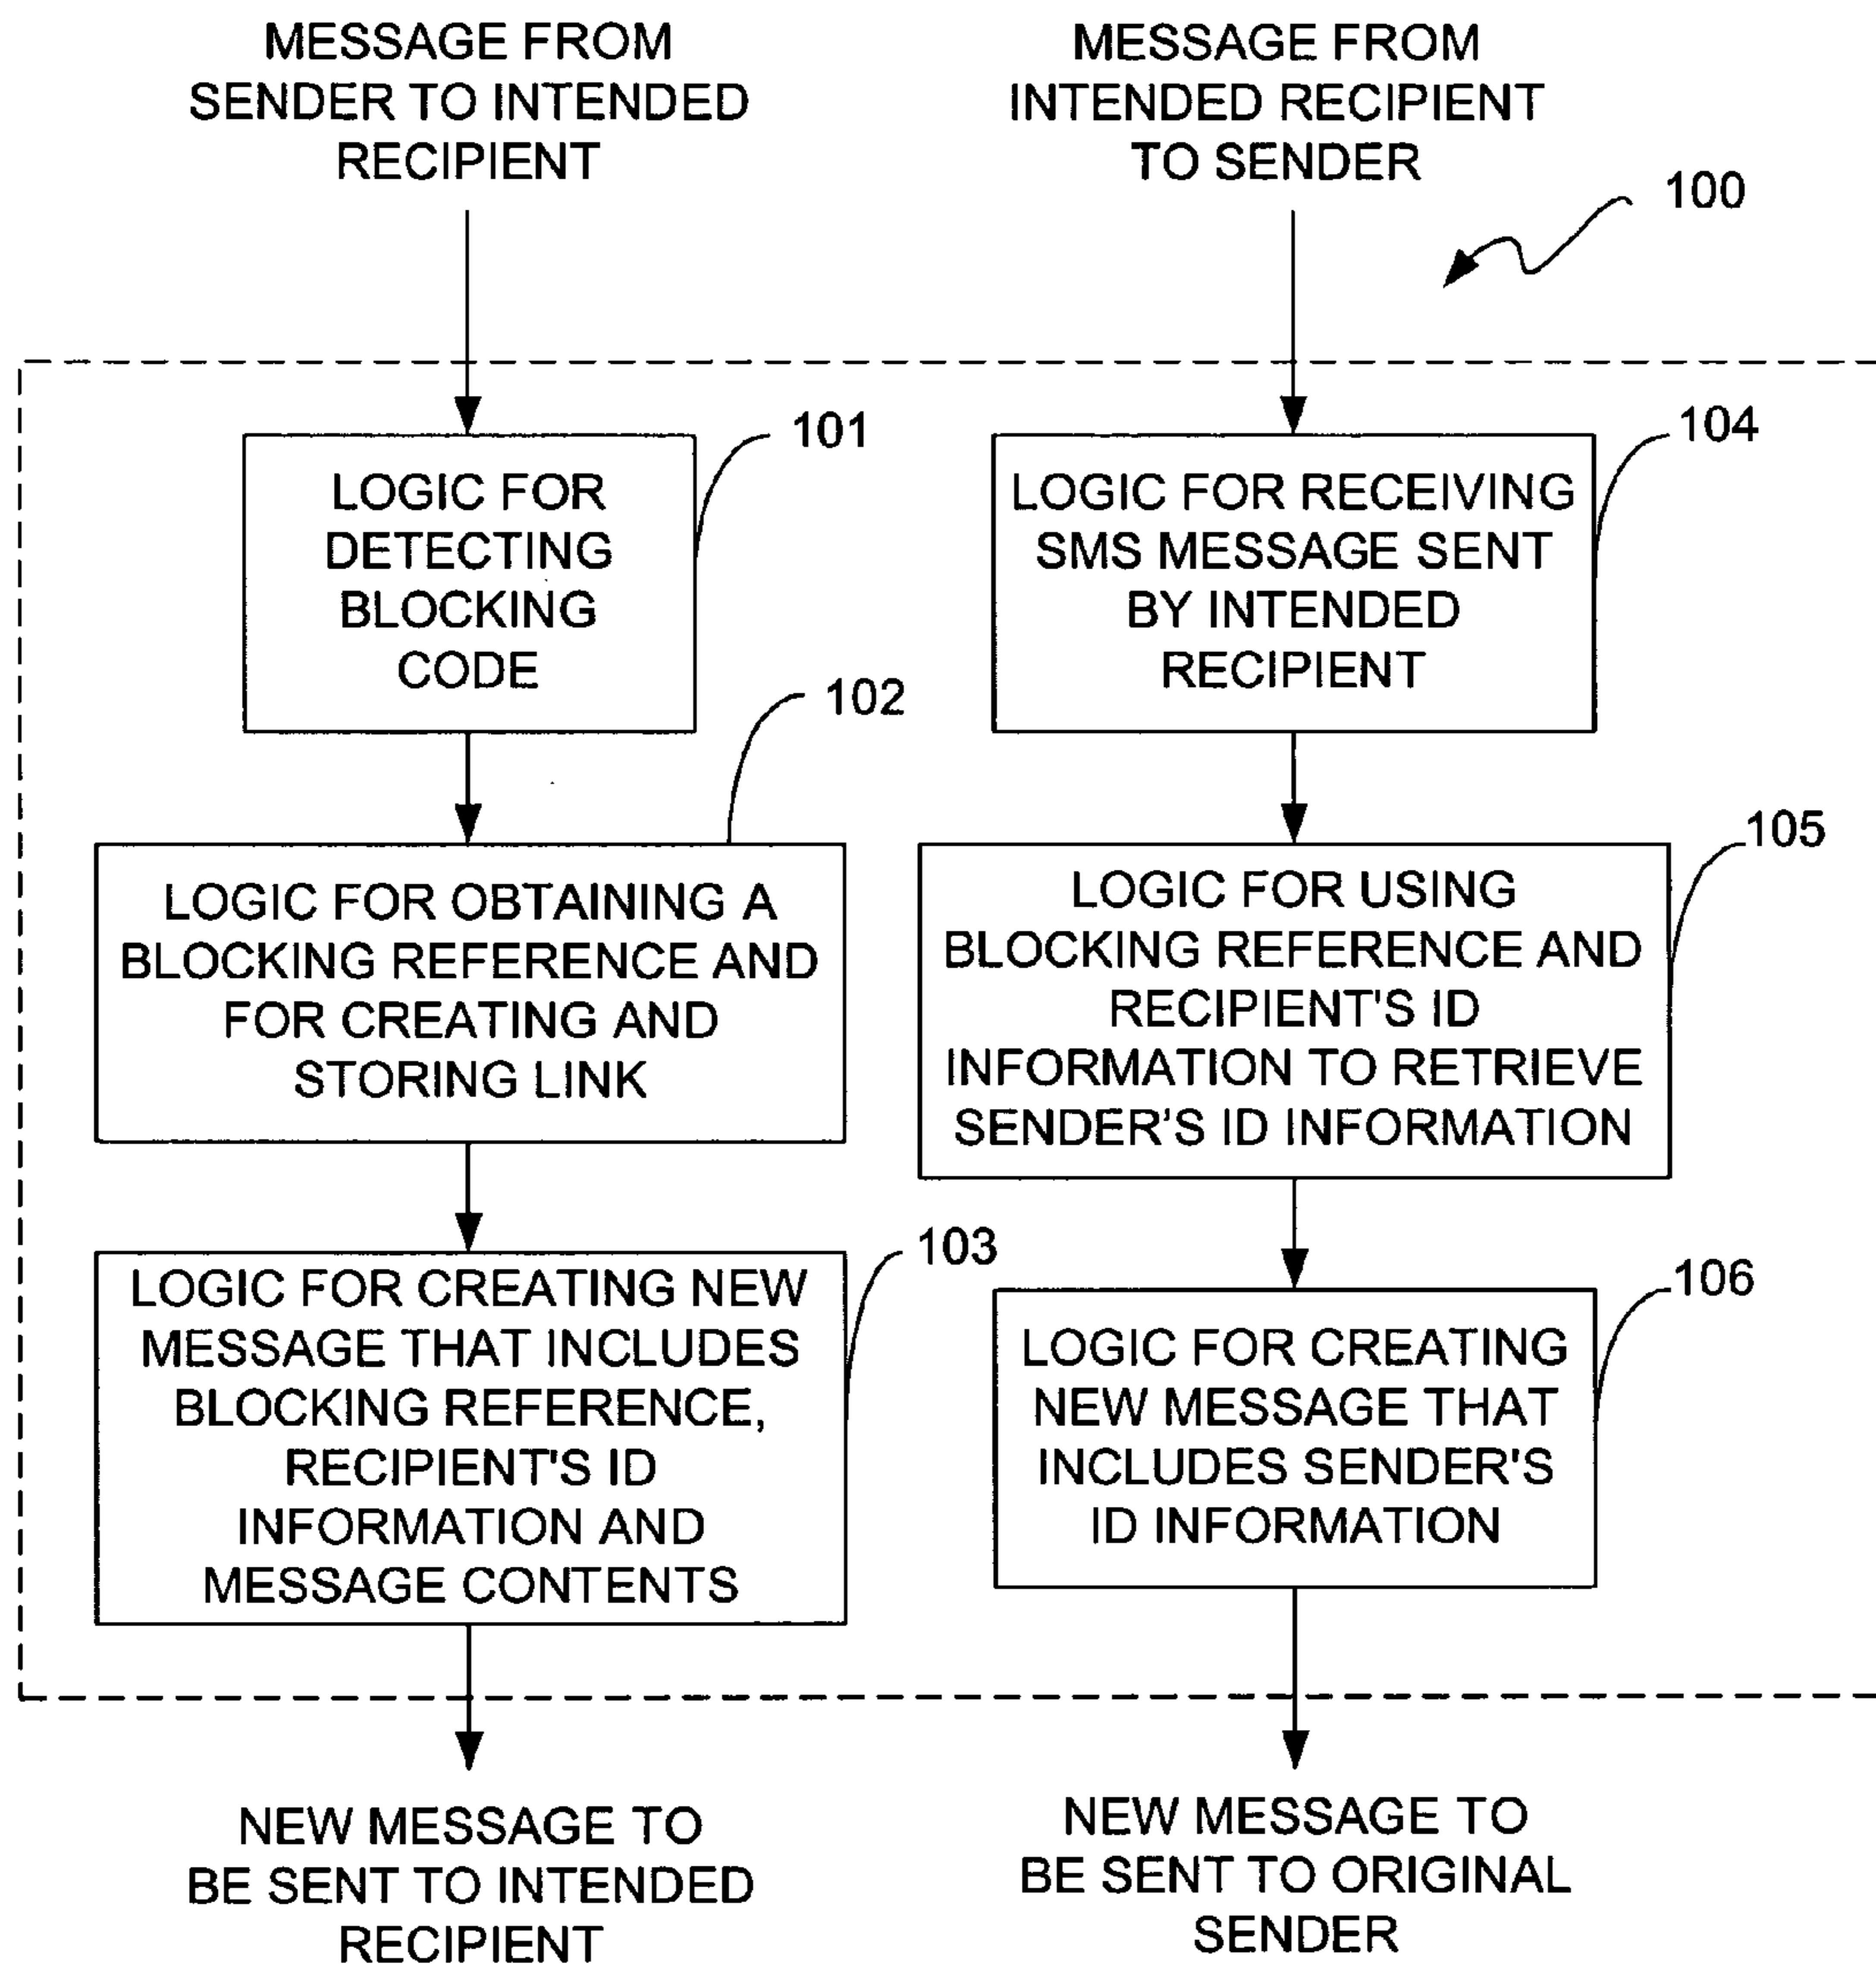 MESSAGE FROM
SENDER TO INTENDED
RECIPIENT
MESSAGE FROM
INTENDED RECIPIENT
TO SENDER
100
101
LOGIC FOR
DETECTING
BLOCKING
CODE
102
LOGIC FOR OBTAINING A
BLOCKING REFERENCE AND
FOR CREATING AND
STORING LINK
103
LOGIC FOR CREATING NEW
MESSAGE THAT INCLUDES
BLOCKING REFERENCE,
RECIPIENT'S ID
INFORMATION AND
MESSAGE CONTENTS
NEW MESSAGE TO
BE SENT TO INTENDED
RECIPIENT
104
LOGIC FOR RECEIVING
SMS MESSAGE SENT
BY INTENDED
RECIPIENT
105
LOGIC FOR USING
BLOCKING REFERENCE AND
RECIPIENT'S ID
INFORMATION TO RETRIEVE
SENDER'S ID INFORMATION
106
LOGIC FOR CREATING
NEW MESSAGE THAT
INCLUDES SENDER'S
ID INFORMATION
NEW MESSAGE TO
BE SENT TO ORIGINAL
SENDER